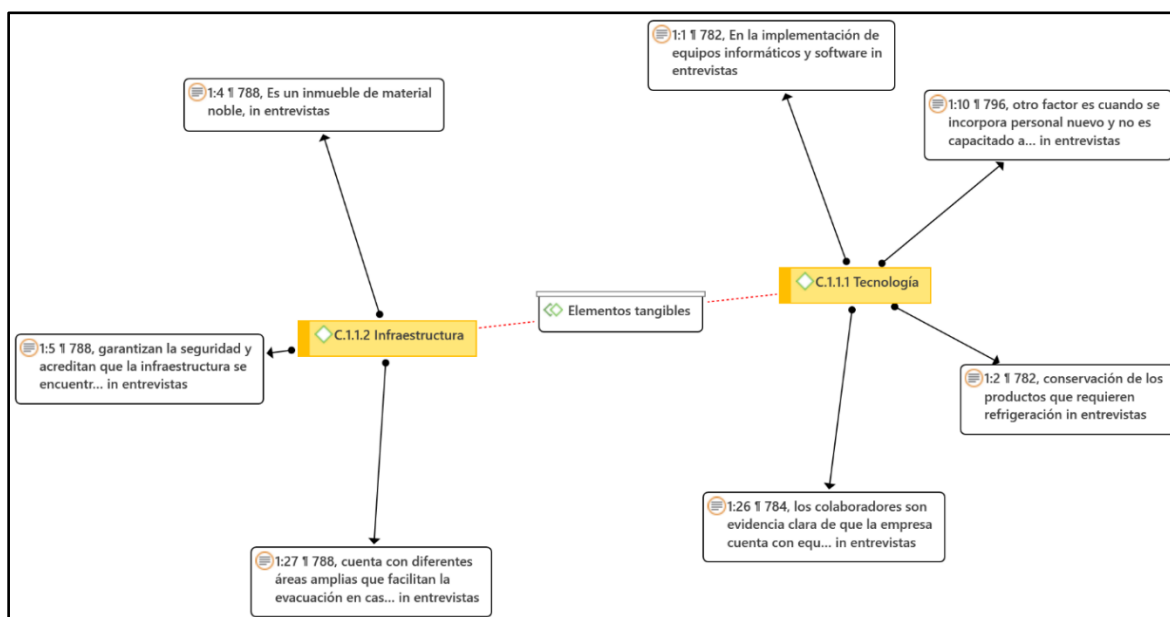 1:1 ¶ 782, En la implementación de
equipos informáticos y software in
entrevistas
1:4 ¶ 788, Es un inmueble de material
noble, in entrevistas
1:10 ¶ 796, otro factor es cuando se
incorpora personal nuevo y no es
capacitado a... in entrevistas
C.1.1.1 Tecnología
Elementos tangibles
C.1.1.2 Infraestructura
1:5 ¶ 788, garantizan la seguridad y
acreditan que la infraestructura se
encuentr... in entrevistas
1:2 ¶ 782, conservación de los
productos que requieren
refrigeración in entrevistas
1:26 ¶ 784, los colaboradores son
evidencia clara de que la empresa
cuenta con equ... in entrevistas
1:27 ¶ 788, cuenta con diferentes
áreas amplias que facilitan la
evacuación en cas... in entrevistas